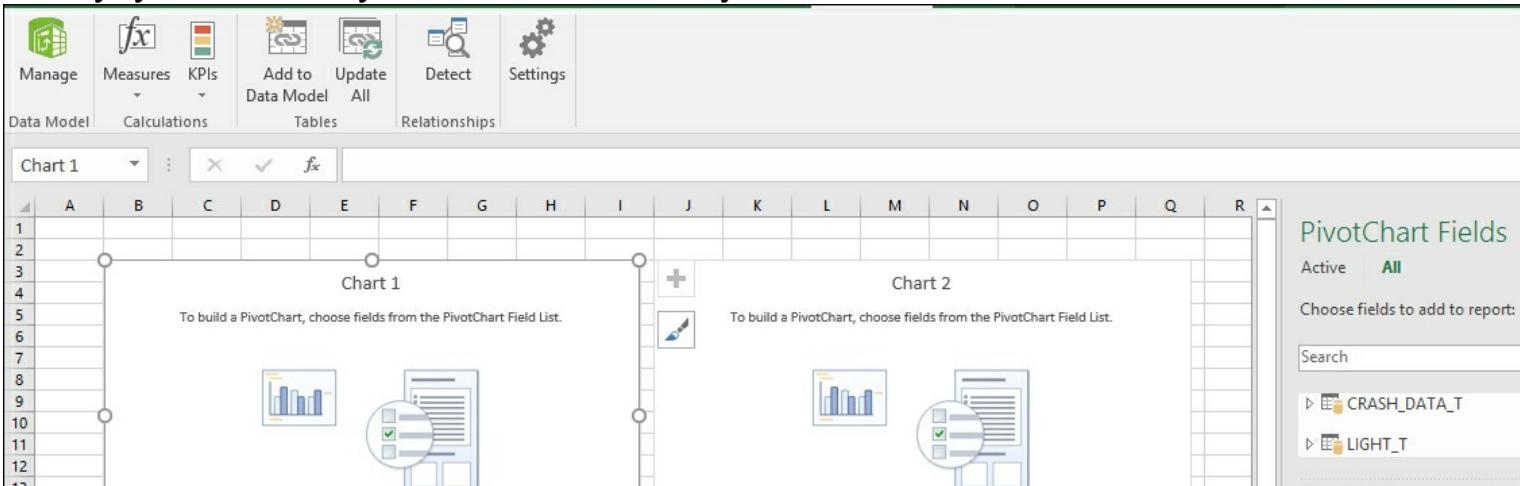 Manage
Measures
KPIs
Add to
Data Model
Update
All
Detect
Settings
Data Model
Calculations
Tables
Relationships
Chart 1
fx
A B C D E F G H I J K L M N O P Q R
1
2
3
4
5
6
7
8
9
10
11
12
Chart 1
To build a PivotChart, choose fields from the PivotChart Field List.
Chart 2
To build a PivotChart, choose fields from the PivotChart Field List.
PivotChart Fields
Active All
Choose fields to add to report:
Search
CRASH_DATA_T
LIGHT_T